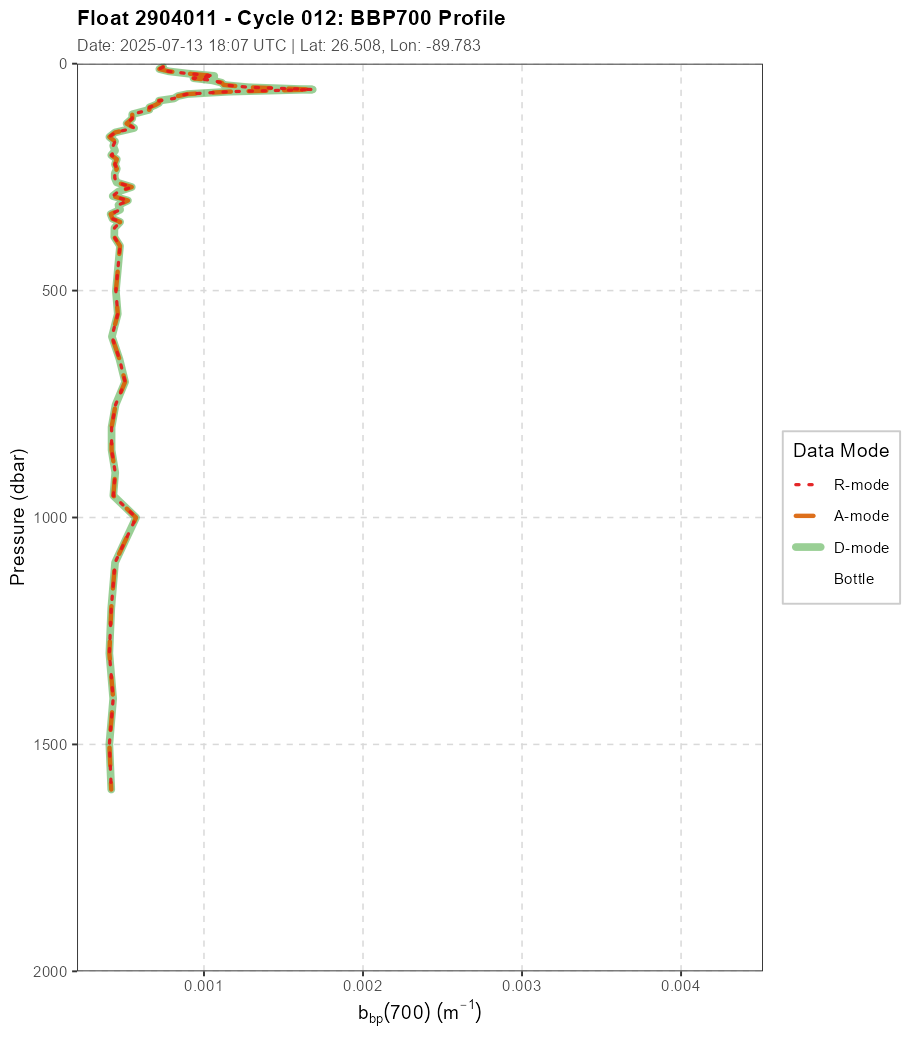 Float 2904011 - Cycle 012: BBP700 Profile
Date: 2025-07-13 18:07 UTC | Lat: 26.508, Lon: -89.783
0
500
1000
1500
2000
Pressure (dbar)
0.001 0.002 0.003 0.004
b_bp(700) (m⁻¹)
Data Mode
R-mode
A-mode
D-mode
Bottle